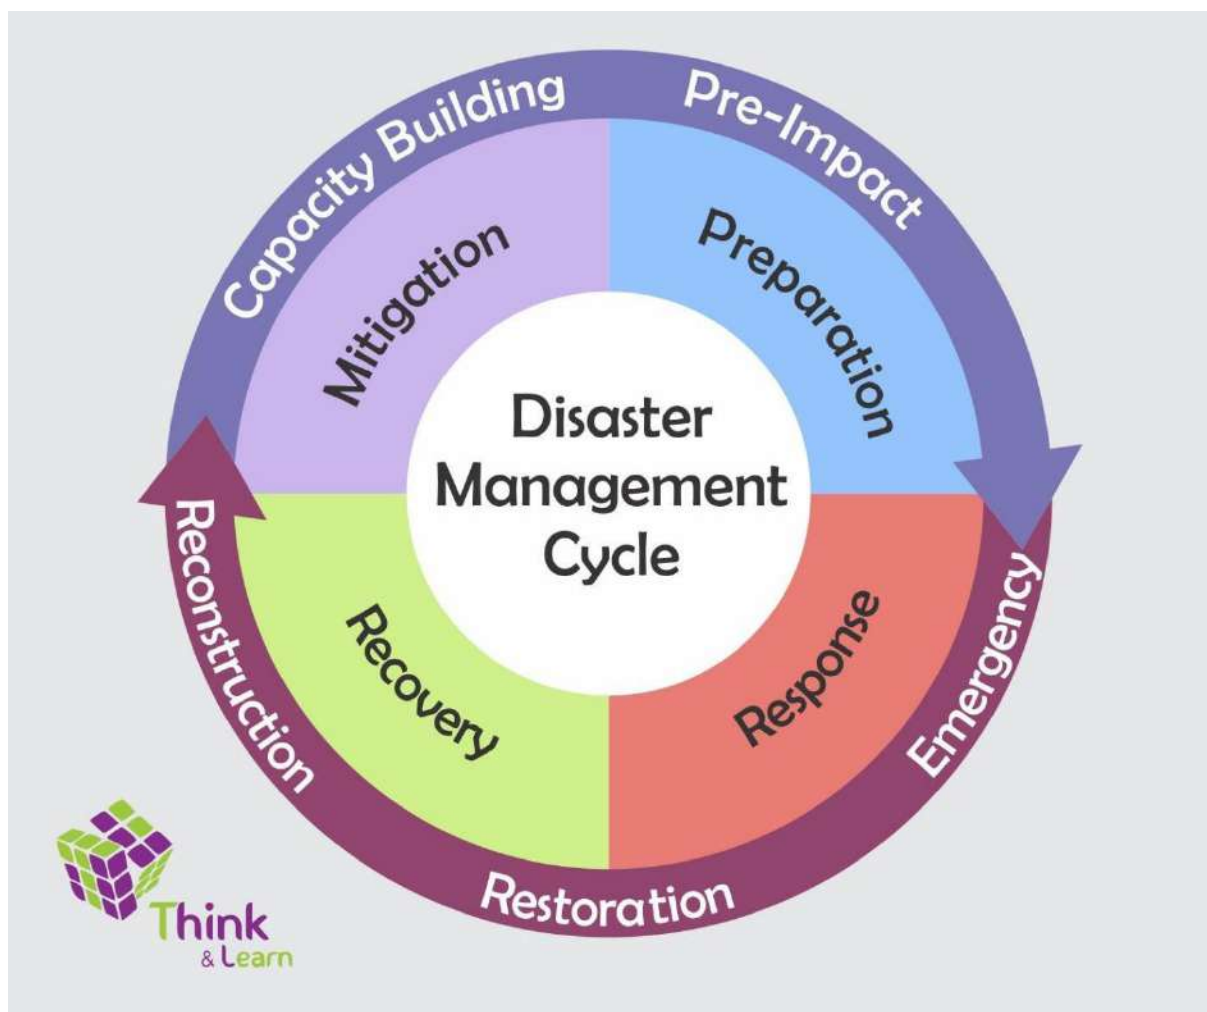 Capacity Building
Pre-Impact
Mitigation
Preparation
Disaster
Management
Cycle
Reconstruction
Emergency
Recovery
Response
Restoration
Think
& Learn